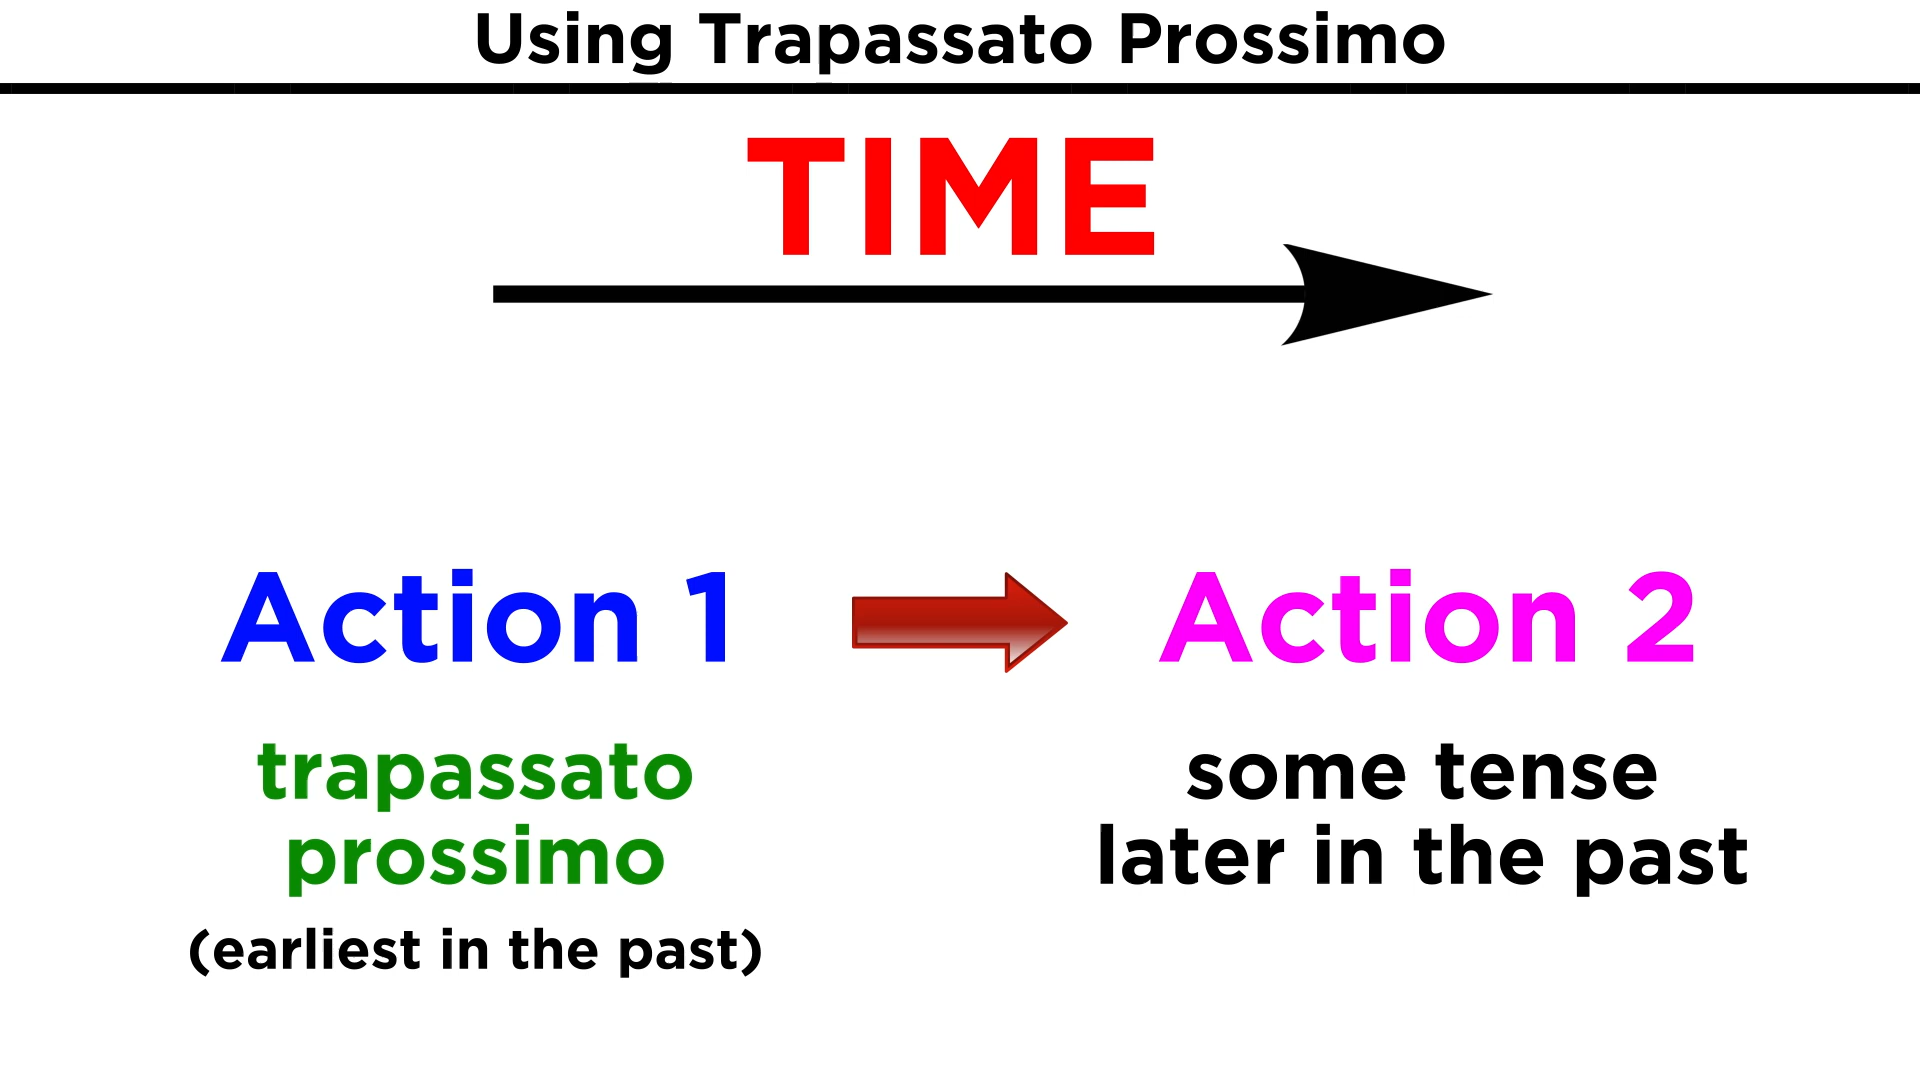 Using Trapassato Prossimo
TIME
Action 1
Action 2
trapassato
prossimo
(earliest in the past)
some tense
later in the past